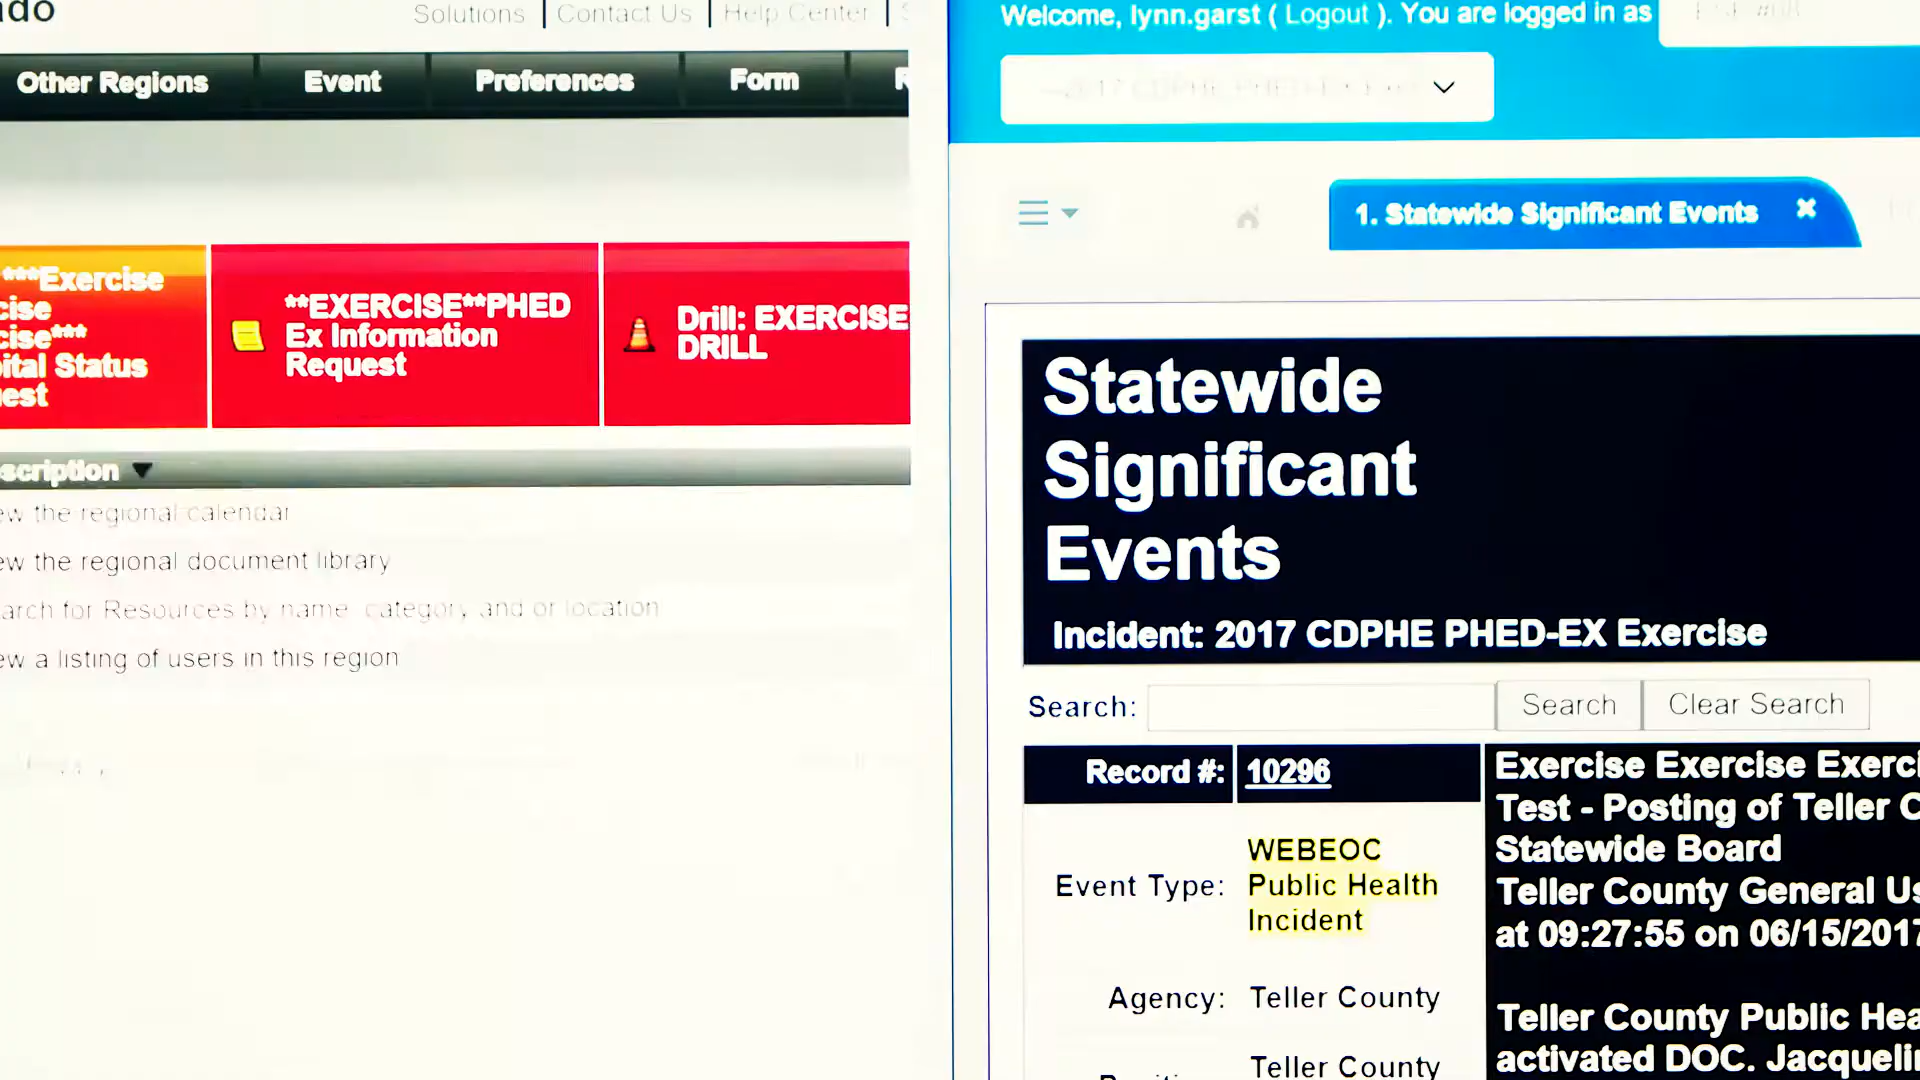 ado
Solutions | Contact Us | Help Center |
Other Regions
Event
Preferences
Form
***Exercise
cise
cise***
ital Status
est
**EXERCISE**PHED
Ex Information
Request
Drill: EXERCISE
DRILL
scription
ew the regional calendar
ew the regional document library
arch for Resources by name, category and or location
ew a listing of users in this region
Welcome, lynn.garst ( Logout ). You are logged in as
2017 CDPHE PHED-EX
1. Statewide Significant Events
Statewide
Significant
Events
Incident: 2017 CDPHE PHED-EX Exercise
Search:
Search
Clear Search
Record #: 10296
Event Type: WEBEOC
Public Health
Incident
Agency: Teller County
Teller County
Exercise Exercise Exerci
Test - Posting of Teller C
Statewide Board
Teller County General Us
at 09:27:55 on 06/15/2017
Teller County Public Hea
activated DOC. Jacquelin